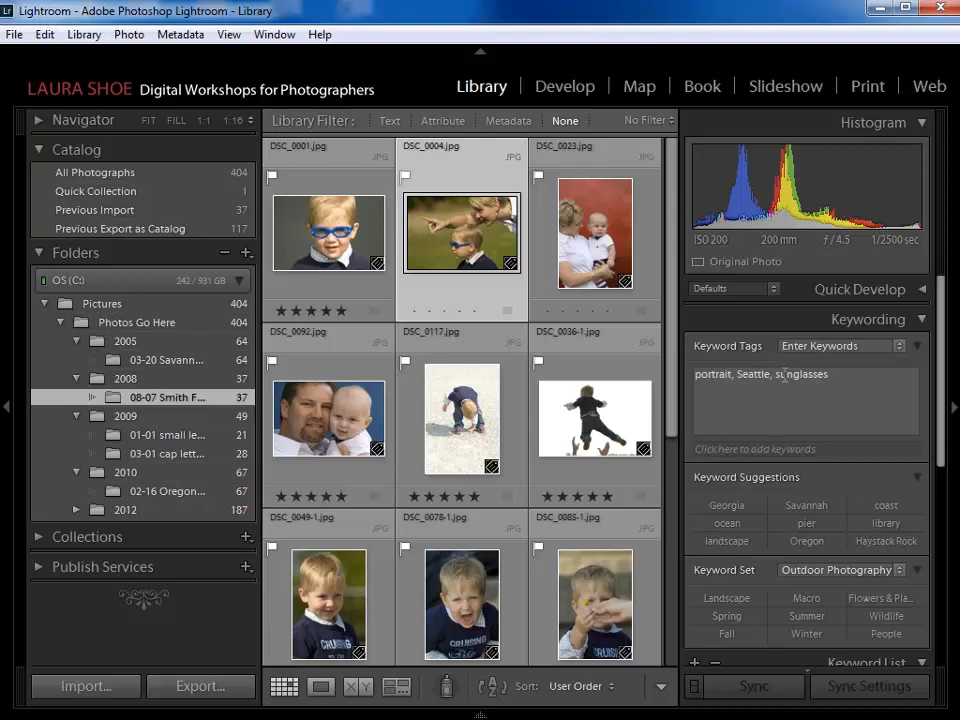 Lr Lightroom - Adobe Photoshop Lightroom - Library
File Edit Library Photo Metadata View Window Help
LAURA SHOE Digital Workshops for Photographers
Library Develop Map Book Slideshow Print Web
Navigator FIT FILL 1:1 1:16
Catalog
All Photographs 404
Quick Collection 1
Previous Import 37
Previous Export as Catalog 117
Folders
OS (C:) 242 / 931 GB
Pictures 404
Photos Go Here 404
2005 64
03-20 Savann... 64
2008 37
08-07 Smith F... 37
2009 49
01-01 small le... 21
03-01 cap lett... 28
2010 67
02-16 Oregon... 67
2012 187
Collections
Publish Services
Import... Export...
Library Filter : Text Attribute Metadata None No Filter
DSC_0001.jpg JPG
DSC_0004.jpg JPG
DSC_0023.jpg JPG
DSC_0092.jpg JPG
DSC_0117.jpg JPG
DSC_0036-1.jpg JPG
DSC_0049-1.jpg JPG
DSC_0078-1.jpg JPG
DSC_0085-1.jpg JPG
CRUISING
CRUISING
XY Sort: User Order
Histogram
ISO 200 200 mm ƒ / 4.5 1/2500 sec
Original Photo
Defaults Quick Develop
Keywording
Keyword Tags Enter Keywords
portrait, Seattle, sunglasses
Click here to add keywords
Keyword Suggestions
Georgia Savannah coast
ocean pier library
landscape Oregon Haystack Rock
Keyword Set Outdoor Photography
Landscape Macro Flowers & Pla...
Spring Summer Wildlife
Fall Winter People
Keyword List
Sync Sync Settings